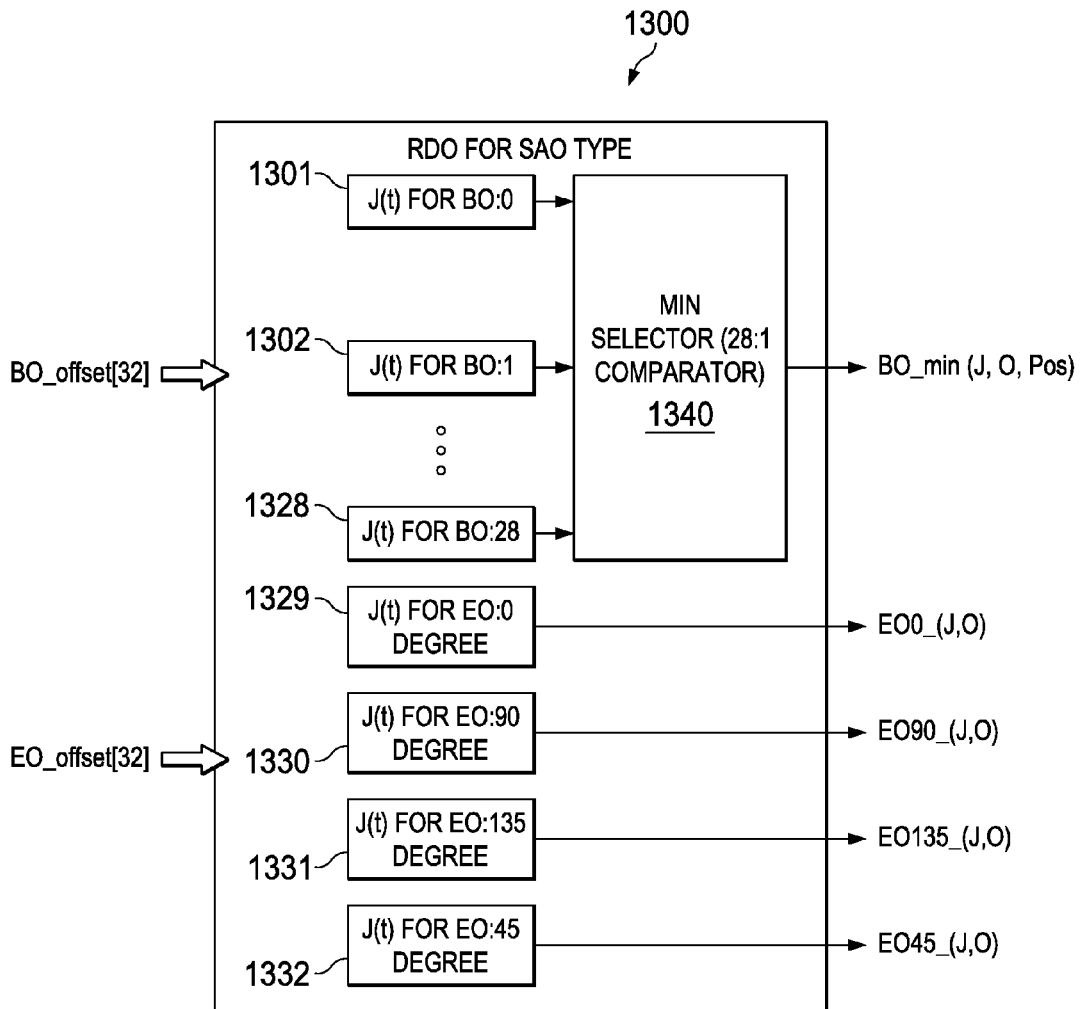 1300
RDO FOR SAO TYPE
1301
J(t) FOR BO:0
1302
J(t) FOR BO:1
BO_offset[32]
MIN
SELECTOR (28:1
COMPARATOR)
1340
BO_min (J, O, Pos)
1328
J(t) FOR BO:28
1329
J(t) FOR EO:0
DEGREE
EO0_(J,O)
EO_offset[32]
1330
J(t) FOR EO:90
DEGREE
EO90_(J,O)
1331
J(t) FOR EO:135
DEGREE
EO135_(J,O)
1332
J(t) FOR EO:45
DEGREE
EO45_(J,O)